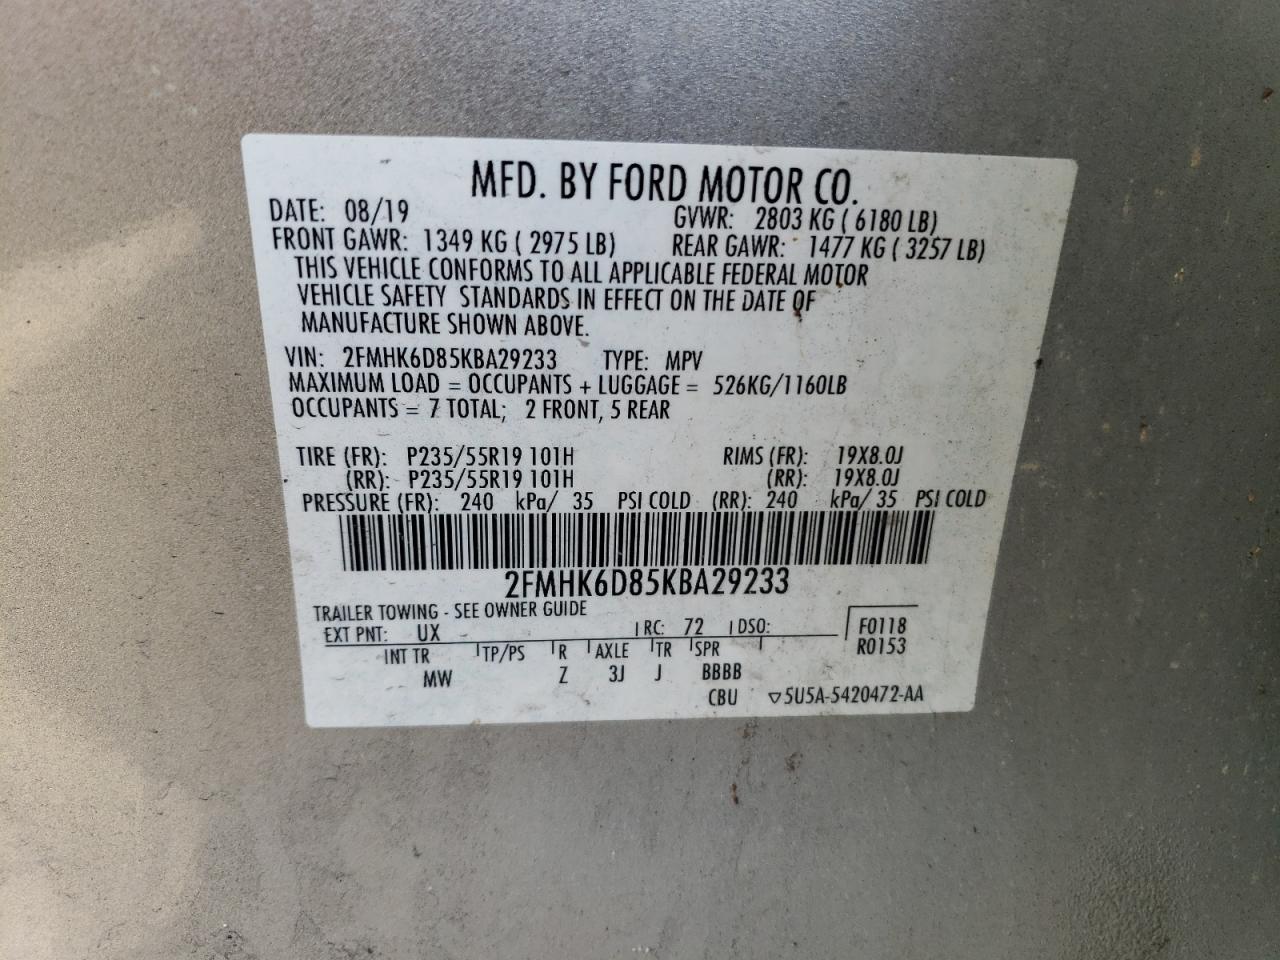 MFD. BY FORD MOTOR CO.
DATE: 08/19 GVWR: 2803 KG ( 6180 LB)
FRONT GAWR: 1349 KG ( 2975 LB) REAR GAWR: 1477 KG ( 3257 LB)
THIS VEHICLE CONFORMS TO ALL APPLICABLE FEDERAL MOTOR
VEHICLE SAFETY STANDARDS IN EFFECT ON THE DATE OF
MANUFACTURE SHOWN ABOVE.
VIN: 2FMHK6D85KBA29233 TYPE: MPV
MAXIMUM LOAD = OCCUPANTS + LUGGAGE = 526KG/1160LB
OCCUPANTS = 7 TOTAL; 2 FRONT, 5 REAR
TIRE (FR): P235/55R19 101H RIMS (FR): 19X8.0J
(RR): P235/55R19 101H (RR): 19X8.0J
PRESSURE (FR): 240 kPa/ 35 PSI COLD (RR): 240 kPa/ 35 PSI COLD
2FMHK6D85KBA29233
TRAILER TOWING - SEE OWNER GUIDE
EXT PNT: UX RC: 72 DSO: F0118
R0153
INT TR TP/PS R AXLE TR SPR
MW Z 3J J BBBB
CBU ▽5U5A-5420472-AA